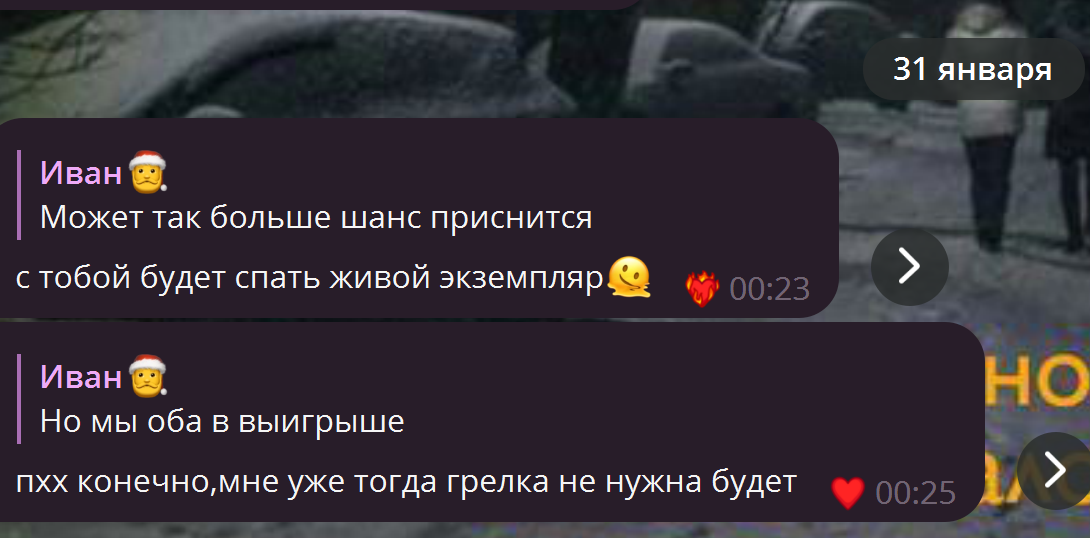 31 января
Иван🎅
Может так больше шанс приснится
с тобой будет спать живой экземпляр🫠
00:23
Иван🎅
Но мы оба в выигрыше
пхх конечно,мне уже тогда грелка не нужна будет
00:25
но